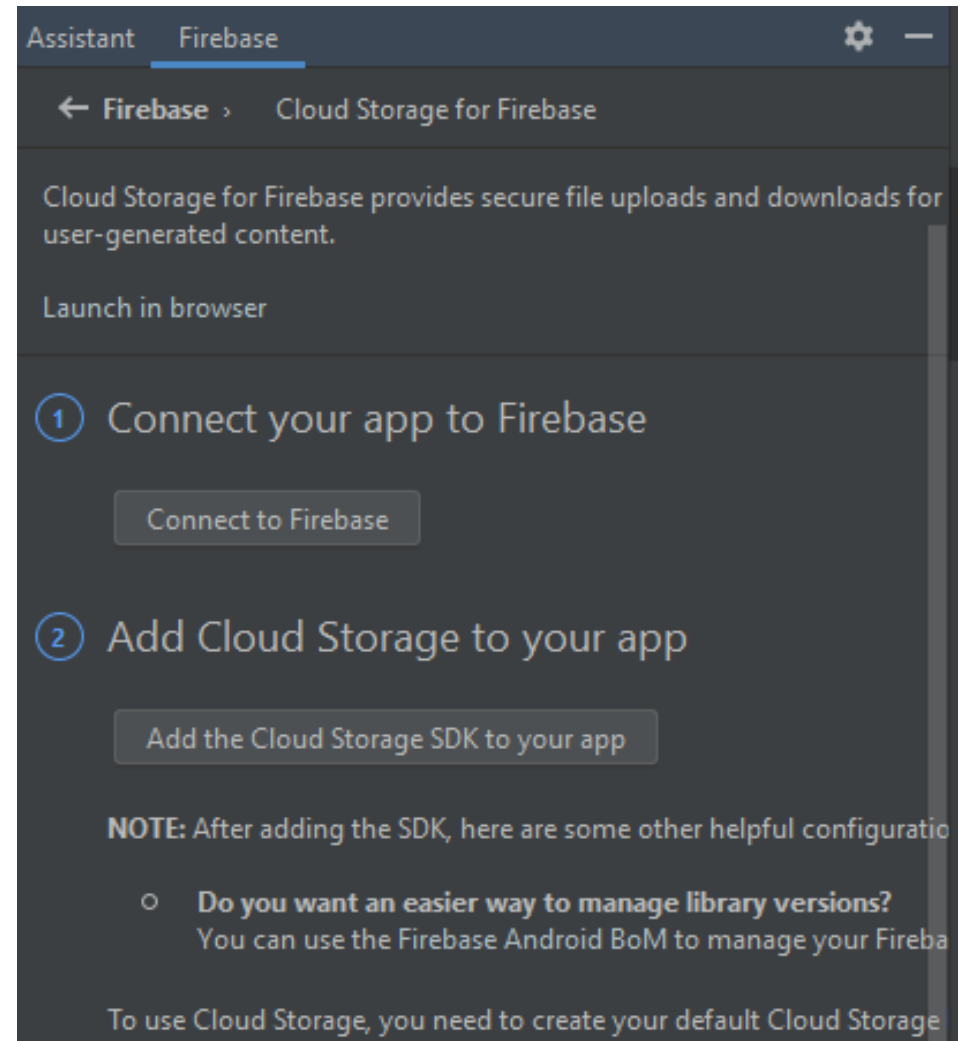 Assistant Firebase
Firebase › Cloud Storage for Firebase
Cloud Storage for Firebase provides secure file uploads and downloads for
user-generated content.
Launch in browser
1 Connect your app to Firebase
Connect to Firebase
2 Add Cloud Storage to your app
Add the Cloud Storage SDK to your app
NOTE: After adding the SDK, here are some other helpful configuratio
Do you want an easier way to manage library versions?
You can use the Firebase Android BoM to manage your Fireba
To use Cloud Storage, you need to create your default Cloud Storage